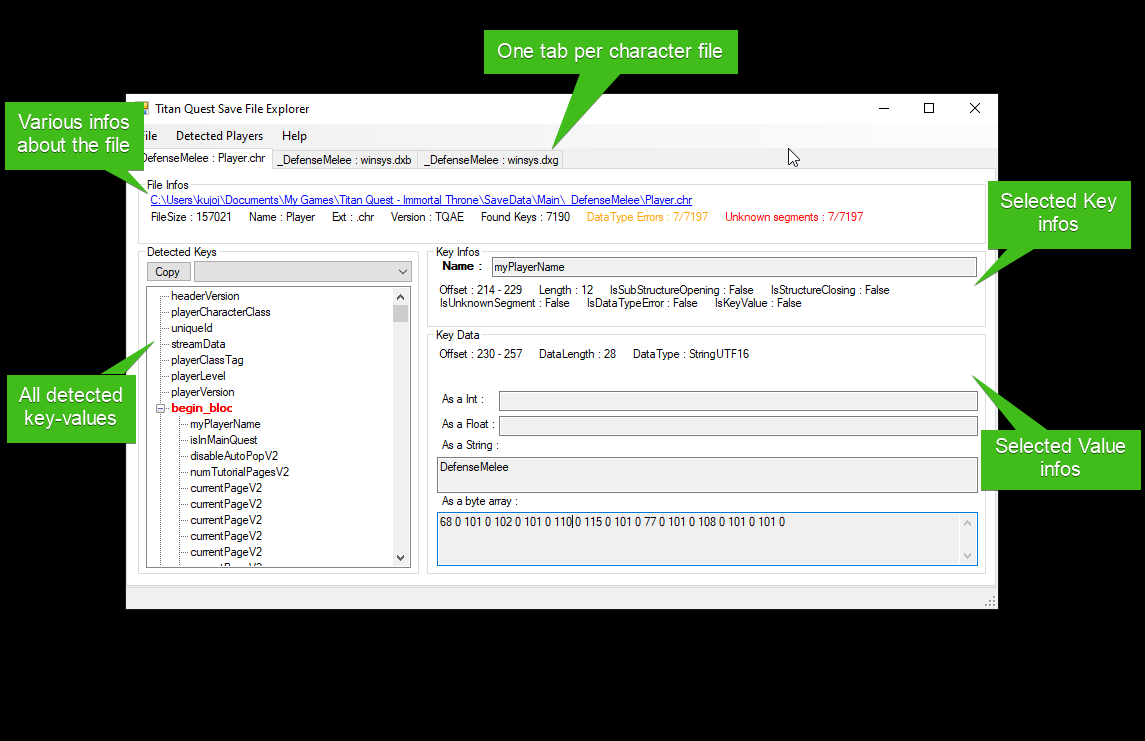 One tab per character file
Various infos
about the file
Titan Quest Save File Explorer
File Detected Players Help
_DefenseMelee : Player.chr _DefenseMelee : winsys.dxb _DefenseMelee : winsys.dxg
File Infos
C:\Users\kujoj\Documents\My Games\Titan Quest - Immortal Throne\SaveData\Main\_DefenseMelee\Player.chr
FileSize : 157021 Name : Player Ext : .chr Version : TQAE Found Keys : 7190 DataType Errors : 7/7197 Unknown segments : 7/7197
Selected Key
infos
Detected Keys
Copy
headerVersion
playerCharacterClass
uniqueId
streamData
playerClassTag
playerLevel
playerVersion
begin_bloc
myPlayerName
isInMainQuest
disableAutoPopV2
numTutorialPagesV2
currentPageV2
currentPageV2
currentPageV2
currentPageV2
currentPageV2
currentPageV2
All detected
key-values
Key Infos
Name : myPlayerName
Offset : 214 - 229 Length : 12 IsSubStructureOpening : False IsStructureClosing : False
IsUnknownSegment : False IsDataTypeError : False IsKeyValue : False
Key Data
Offset : 230 - 257 DataLength : 28 DataType : StringUTF16
As a Int :
As a Float :
As a String :
DefenseMelee
As a byte array :
68 0 101 0 102 0 101 0 110 0 115 0 101 0 77 0 101 0 108 0 101 0 101 0
Selected Value
infos